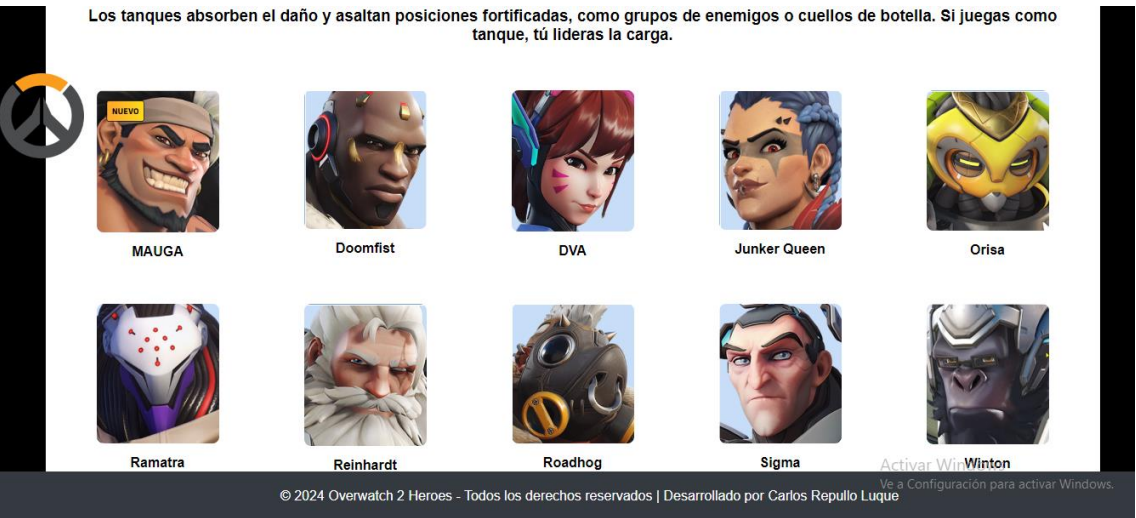 Los tanques absorben el daño y asaltan posiciones fortificadas, como grupos de enemigos o cuellos de botella. Si juegas como
tanque, tú lideras la carga.
NUEVO
MAUGA
Doomfist
DVA
Junker Queen
Orisa
Ramatra
Reinhardt
Roadhog
Sigma
Winton
Activar Windows
Ve a Configuración para activar Windows.
© 2024 Overwatch 2 Heroes - Todos los derechos reservados | Desarrollado por Carlos Repullo Luque